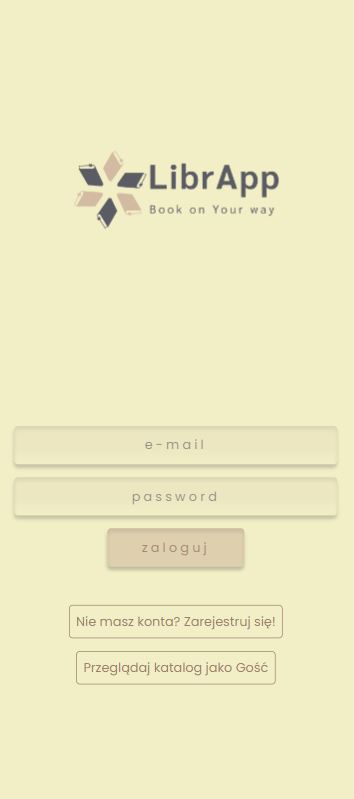 LibrApp
Book on Your way
e-mail
password
zaloguj
Nie masz konta? Zarejestruj się!
Przeglądaj katalog jako Gość